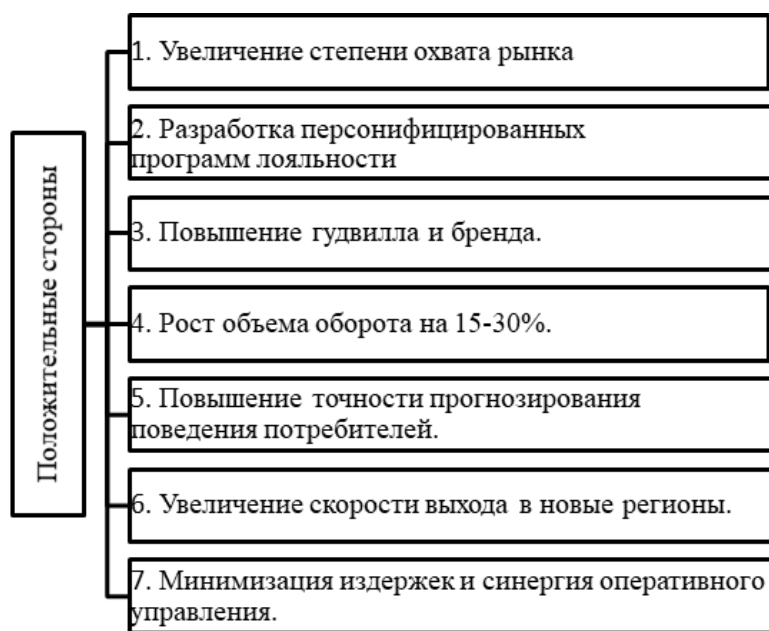 Положительные стороны
1. Увеличение степени охвата рынка
2. Разработка персонифицированных
программ лояльности
3. Повышение гудвилла и бренда.
4. Рост объема оборота на 15-30%.
5. Повышение точности прогнозирования
поведения потребителей.
6. Увеличение скорости выхода в новые регионы.
7. Минимизация издержек и синергия оперативного
управления.